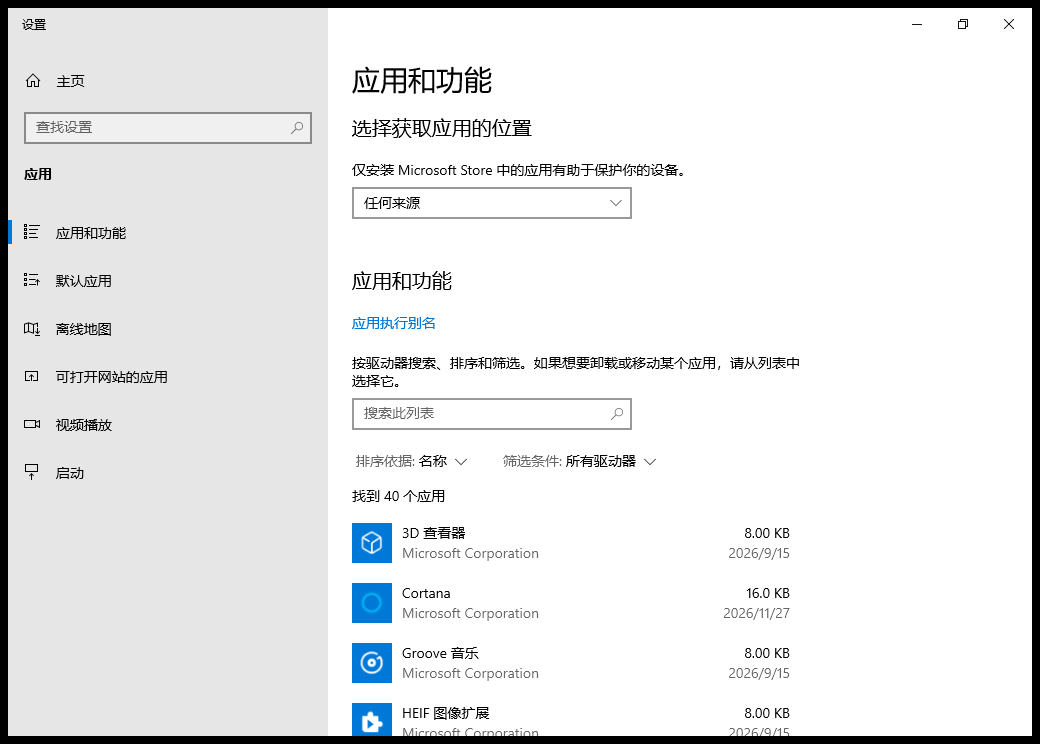 设置
主页
查找设置
应用
应用和功能
默认应用
离线地图
可打开网站的应用
视频播放
启动
应用和功能
选择获取应用的位置
仅安装 Microsoft Store 中的应用有助于保护你的设备。
任何来源
应用和功能
应用执行别名
按驱动器搜索、排序和筛选。如果想要卸载或移动某个应用，请从列表中
选择它。
搜索此列表
排序依据: 名称 筛选条件: 所有驱动器
找到 40 个应用
3D 查看器 8.00 KB
Microsoft Corporation 2026/9/15
Cortana 16.0 KB
Microsoft Corporation 2026/11/27
Groove 音乐 8.00 KB
Microsoft Corporation 2026/9/15
HEIF 图像扩展 8.00 KB
Microsoft Corporation 2026/9/15